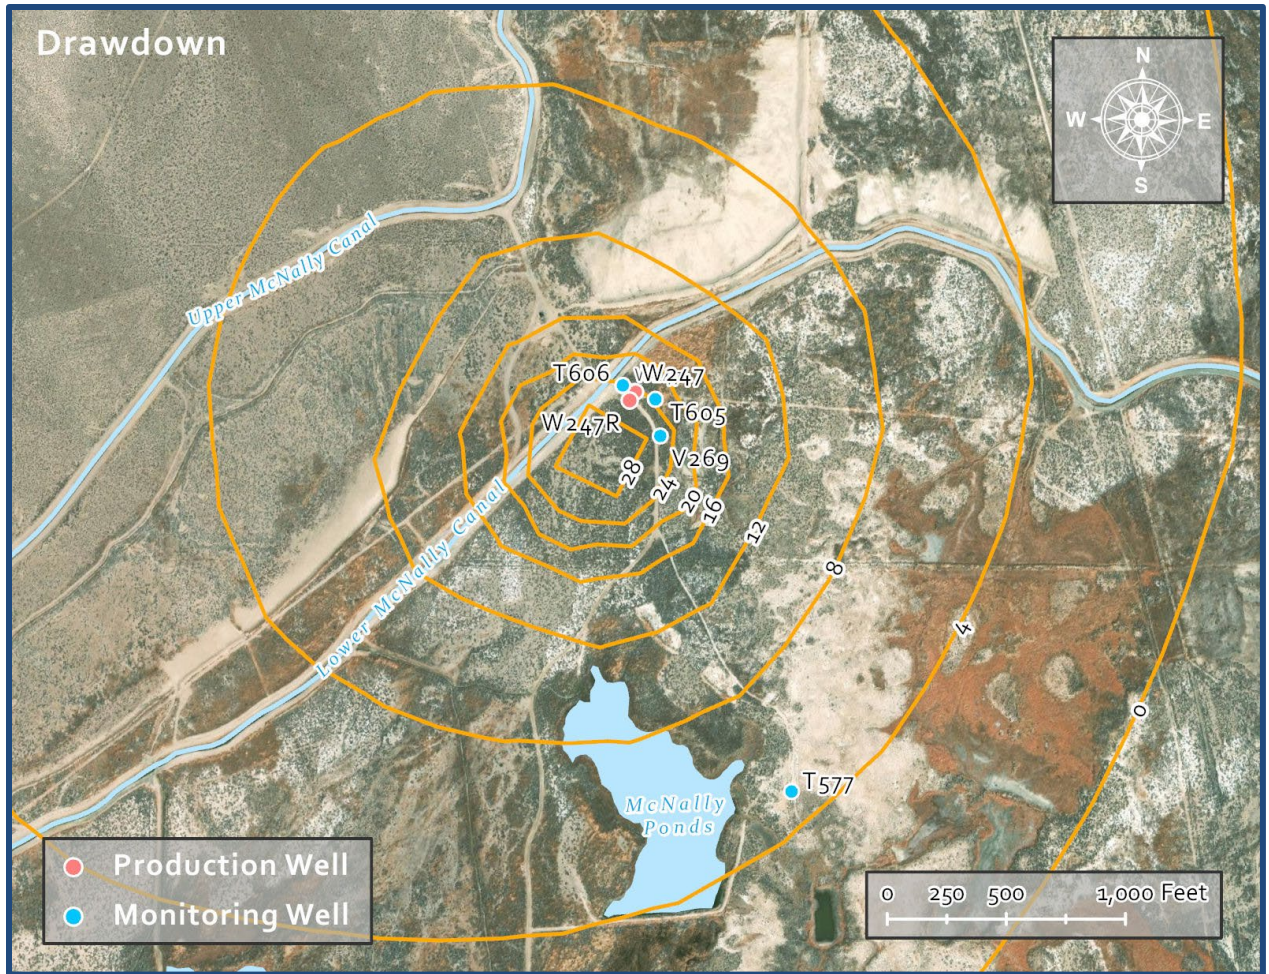 Drawdown
N
W E
S
Upper McNally Canal
T606
W247
T605
W247R
V269
28
24
20
16
12
8
4
0
Lower McNally Canal
T577
McNally
Ponds
Production Well
Monitoring Well
0 250 500 1,000 Feet